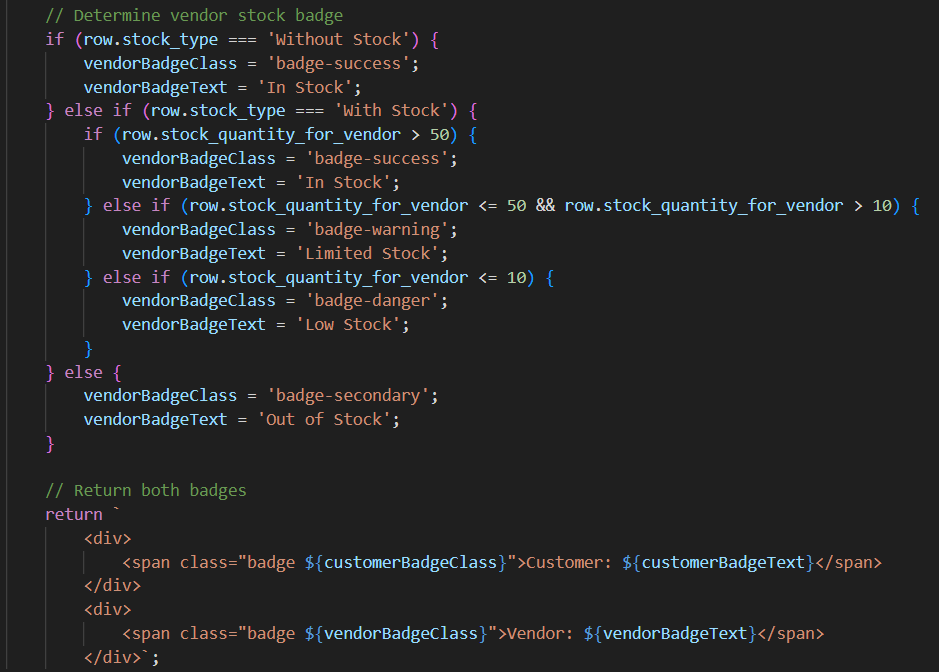 // Determine vendor stock badge
if (row.stock_type === 'Without Stock') {
    vendorBadgeClass = 'badge-success';
    vendorBadgeText = 'In Stock';
} else if (row.stock_type === 'With Stock') {
    if (row.stock_quantity_for_vendor > 50) {
        vendorBadgeClass = 'badge-success';
        vendorBadgeText = 'In Stock';
    } else if (row.stock_quantity_for_vendor <= 50 && row.stock_quantity_for_vendor > 10) {
        vendorBadgeClass = 'badge-warning';
        vendorBadgeText = 'Limited Stock';
    } else if (row.stock_quantity_for_vendor <= 10) {
        vendorBadgeClass = 'badge-danger';
        vendorBadgeText = 'Low Stock';
    }
} else {
    vendorBadgeClass = 'badge-secondary';
    vendorBadgeText = 'Out of Stock';
}

// Return both badges
return `
    <div>
        <span class="badge ${customerBadgeClass}">Customer: ${customerBadgeText}</span>
    </div>
    <div>
        <span class="badge ${vendorBadgeClass}">Vendor: ${vendorBadgeText}</span>
    </div>`;